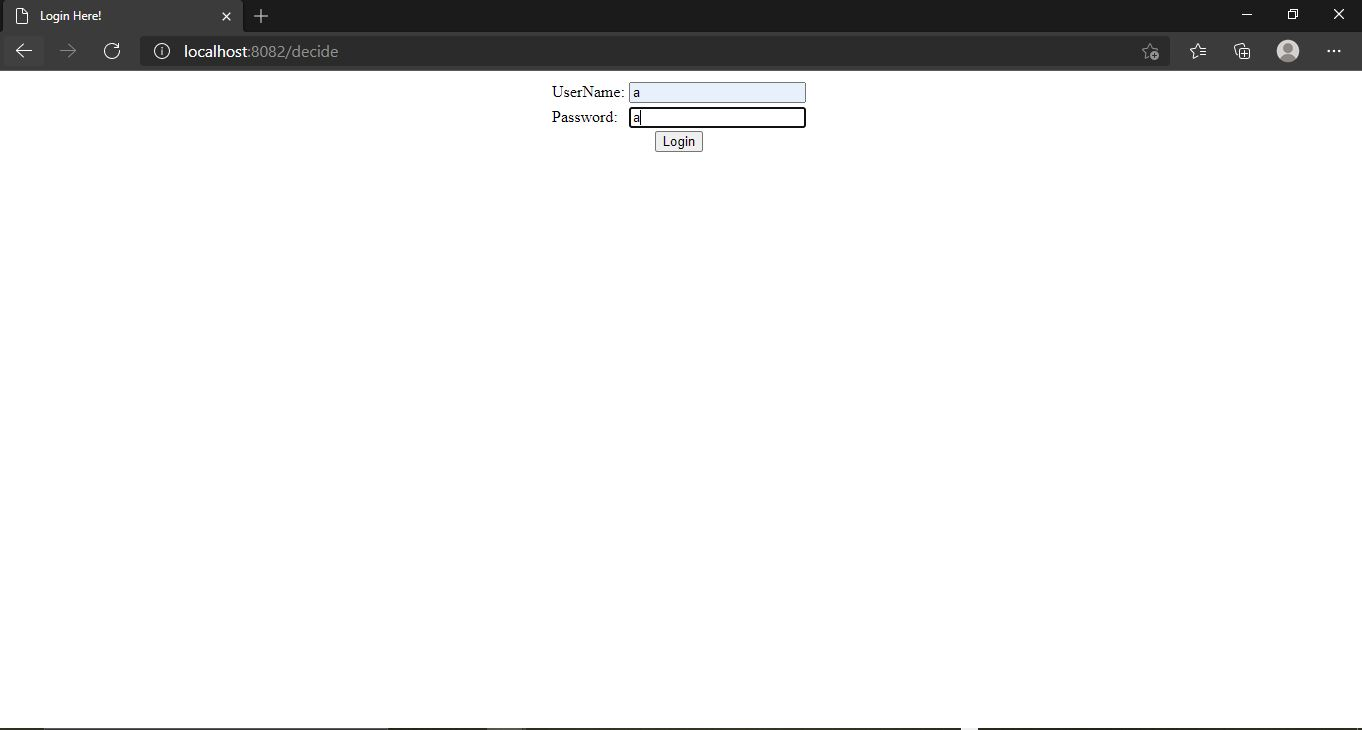 Login Here!
localhost:8082/decide
UserName: a
Password: a
Login